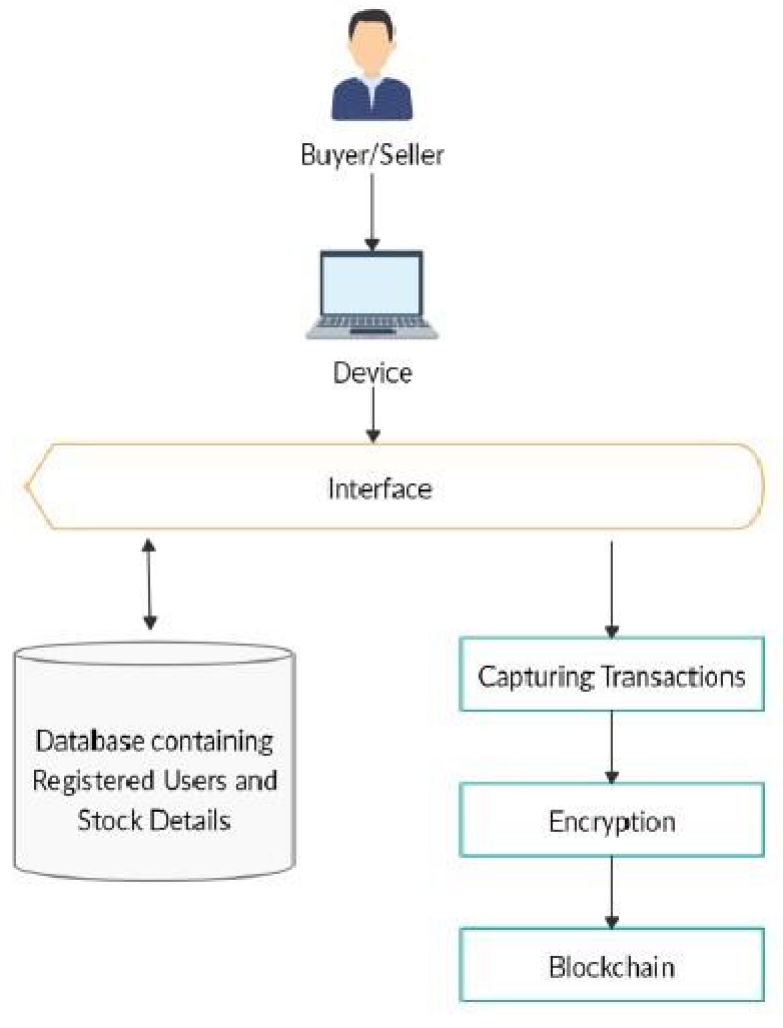 Buyer/Seller
Device
Interface
Database containing
Registered Users and
Stock Details
Capturing Transactions
Encryption
Blockchain